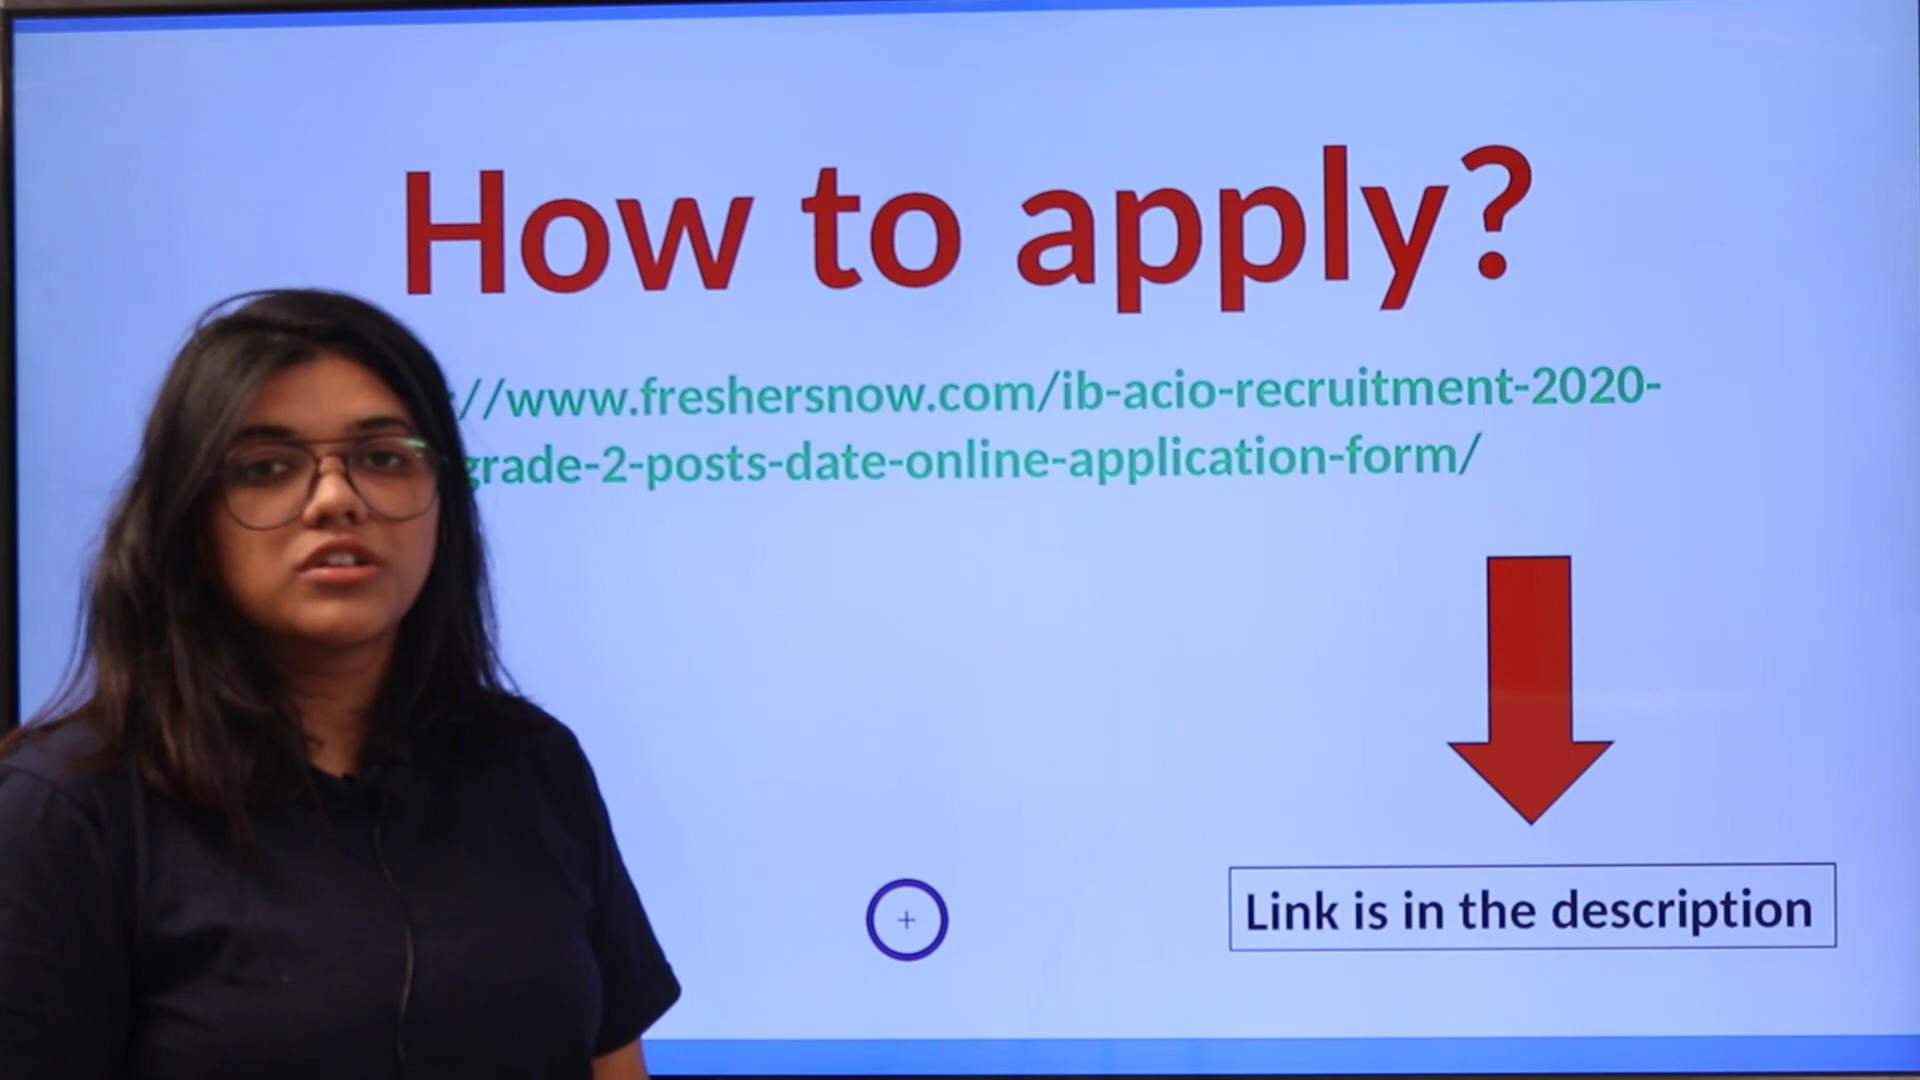 How to apply?
://www.freshersnow.com/ib-acio-recruitment-2020-
grade-2-posts-date-online-application-form/
Link is in the description